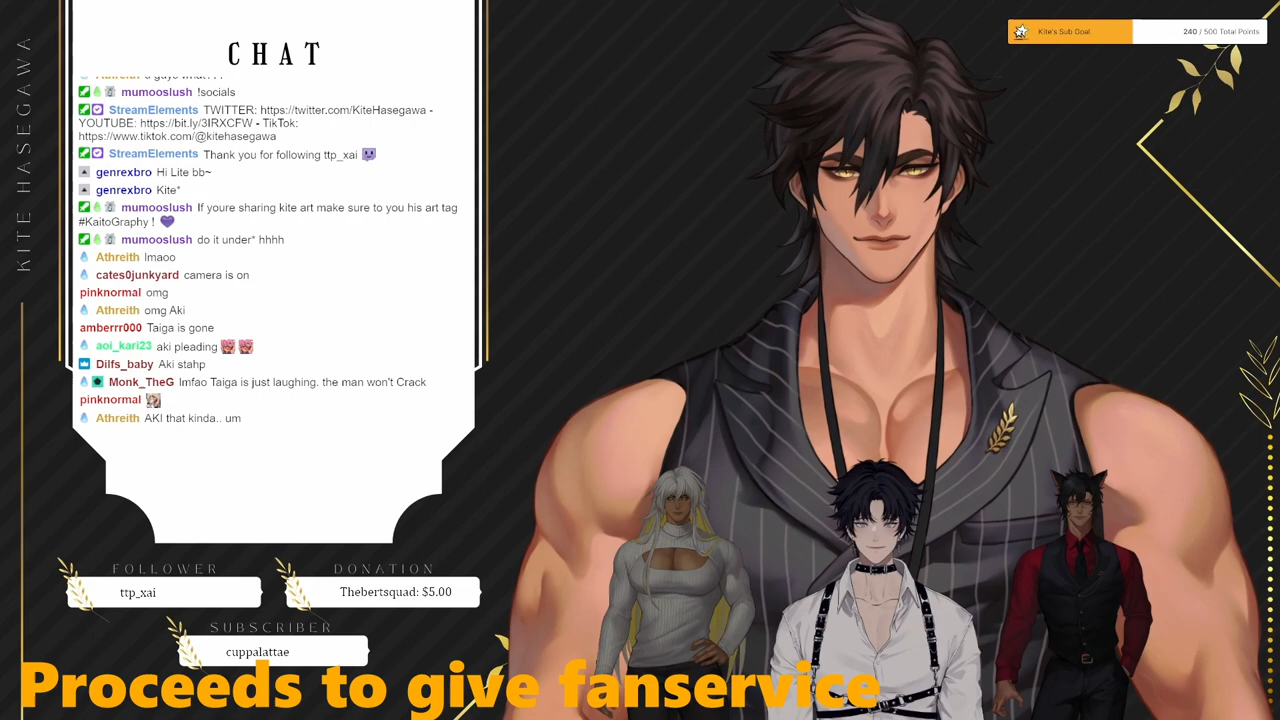 KITE HASEGAWA
CHAT
mumooslush !socials
StreamElements TWITTER: https://twitter.com/KiteHasegawa -
YOUTUBE: https://bit.ly/3IRXCFW - TikTok:
https://www.tiktok.com/@kitehasegawa
StreamElements Thank you for following ttp_xai
genrexbro Hi Lite bb~
genrexbro Kite*
mumooslush If youre sharing kite art make sure to you his art tag
#KaitoGraphy !
mumooslush do it under* hhhh
Athreith lmaoo
cates0junkyard camera is on
pinknormal omg
Athreith omg Aki
amberrr000 Taiga is gone
aoi_kari23 aki pleading
Dilfs_baby Aki stahp
Monk_TheG lmfao Taiga is just laughing. the man won't Crack
pinknormal
Athreith AKI that kinda.. um
FOLLOWER
ttp_xai
DONATION
Thebertsquad: $5.00
SUBSCRIBER
cuppalattae
Kite's Sub Goal
240 / 500 Total Points
Proceeds to give fanservice